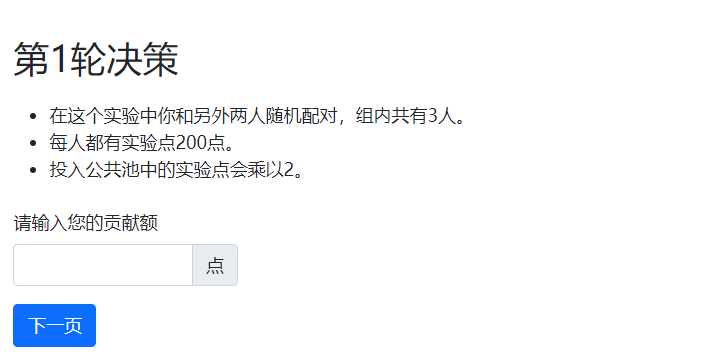 第1轮决策
在这个实验中你和另外两人随机配对，组内共有3人。
每人都有实验点200点。
投入公共池中的实验点会乘以2。
请输入您的贡献额
点
下一页